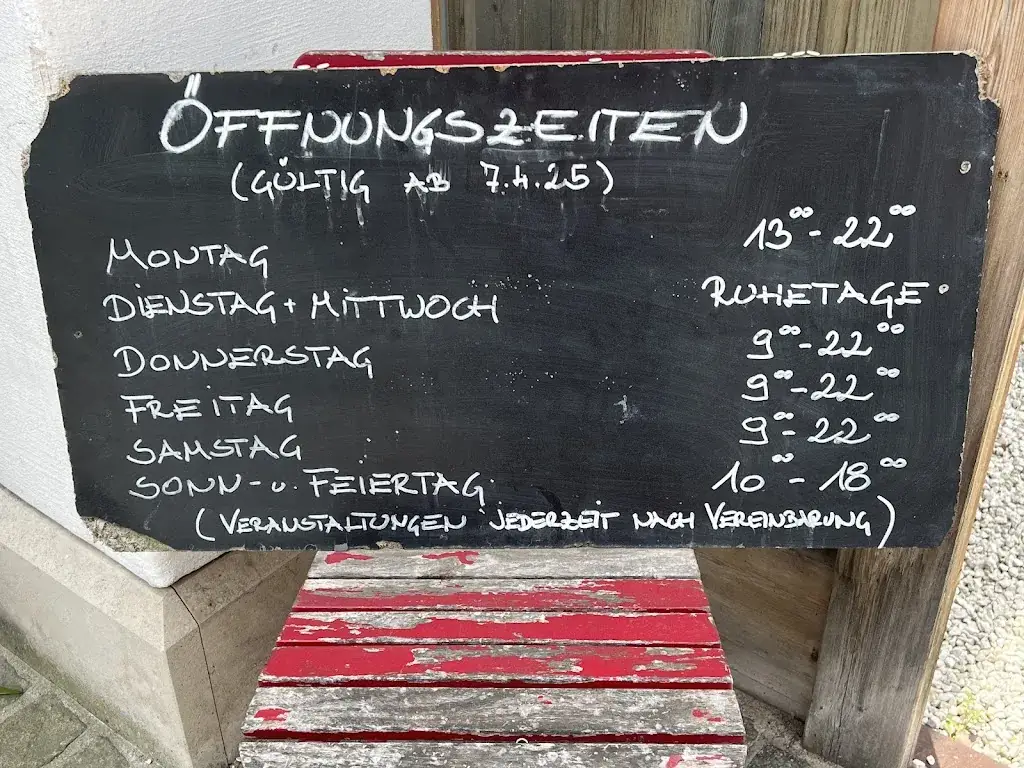 ÖFFNUNGSZEITEN
(GÜLTIG AB 7.4.25)
MONTAG 13⁰⁰ - 22⁰⁰
DIENSTAG + MITTWOCH RUHETAGE
DONNERSTAG 9⁰⁰ - 22⁰⁰
FREITAG 9⁰⁰ - 22⁰⁰
SAMSTAG 9⁰⁰ - 22⁰⁰
SONN- u. FEIERTAG 10⁰⁰ - 18⁰⁰
(VERANSTALTUNGEN JEDERZEIT NACH VEREINBARUNG)